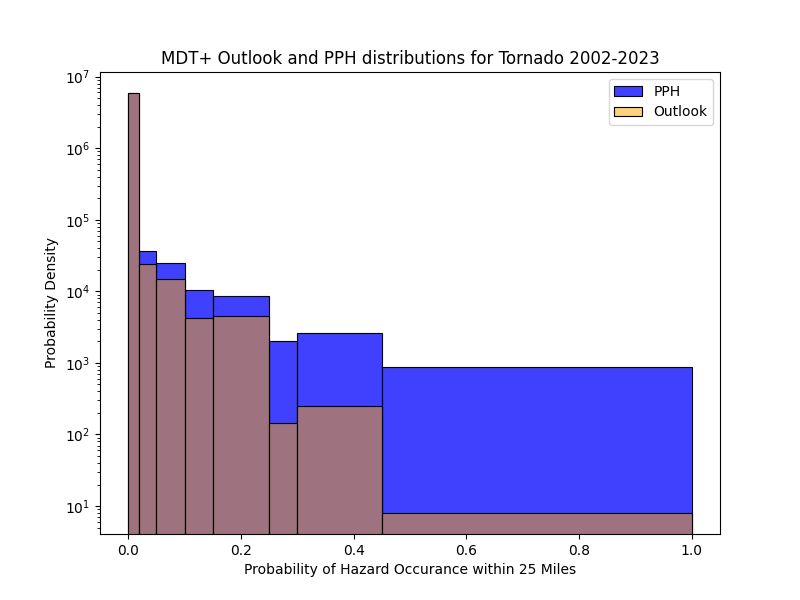 MDT+ Outlook and PPH distributions for Tornado 2002-2023
PPH
Outlook
Probability Density
10^7
10^6
10^5
10^4
10^3
10^2
10^1
0.0 0.2 0.4 0.6 0.8 1.0
Probability of Hazard Occurance within 25 Miles